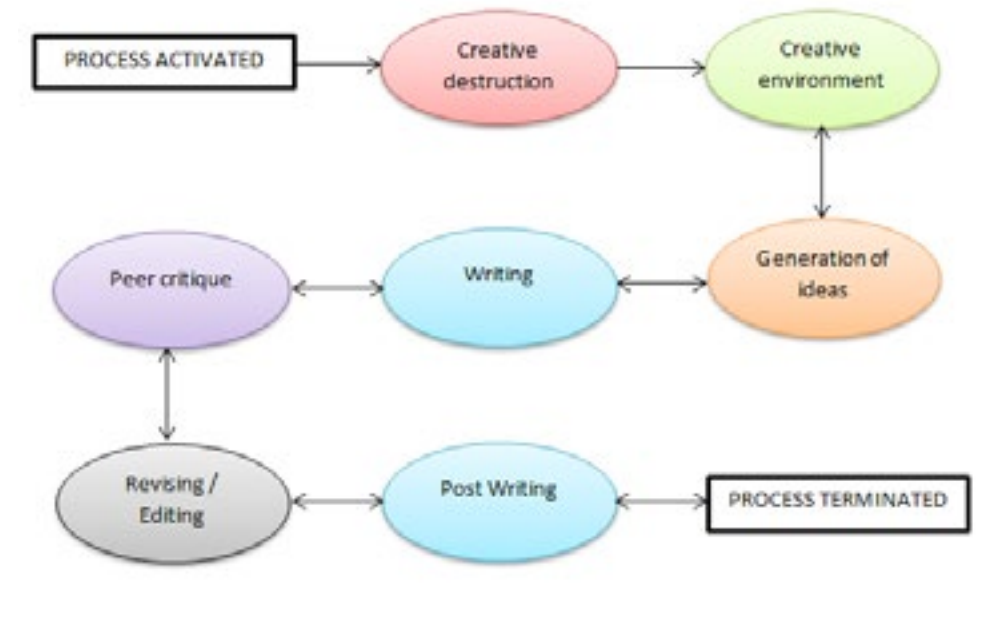 PROCESS ACTIVATED
Creative
destruction
Creative
environment
Generation of
ideas
Writing
Peer critique
Revising /
Editing
Post Writing
PROCESS TERMINATED